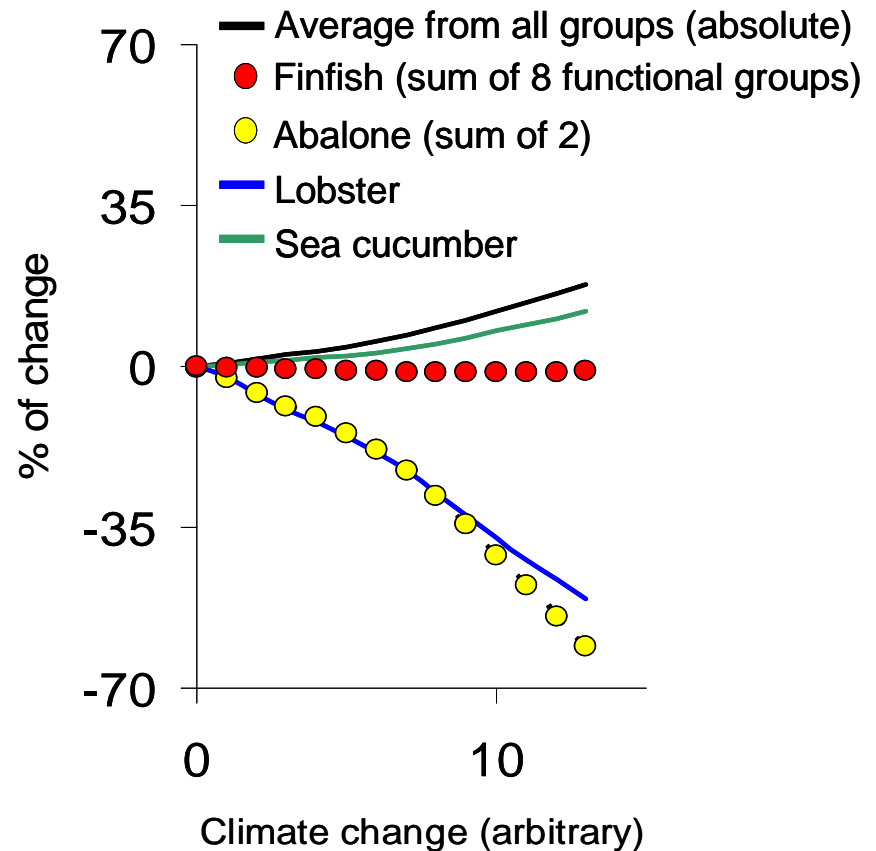 Average from all groups (absolute)
70
Finfish (sum of 8 functional groups)
Abalone (sum of 2)
Lobster
35
Sea cucumber
% of change
0
-35
-70
0 10
Climate change (arbitrary)